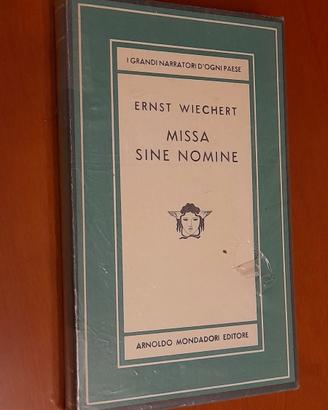 I GRANDI NARRATORI D'OGNI PAESE
ERNST WIECHERT
MISSA
SINE NOMINE
ARNOLDO MONDADORI EDITORE